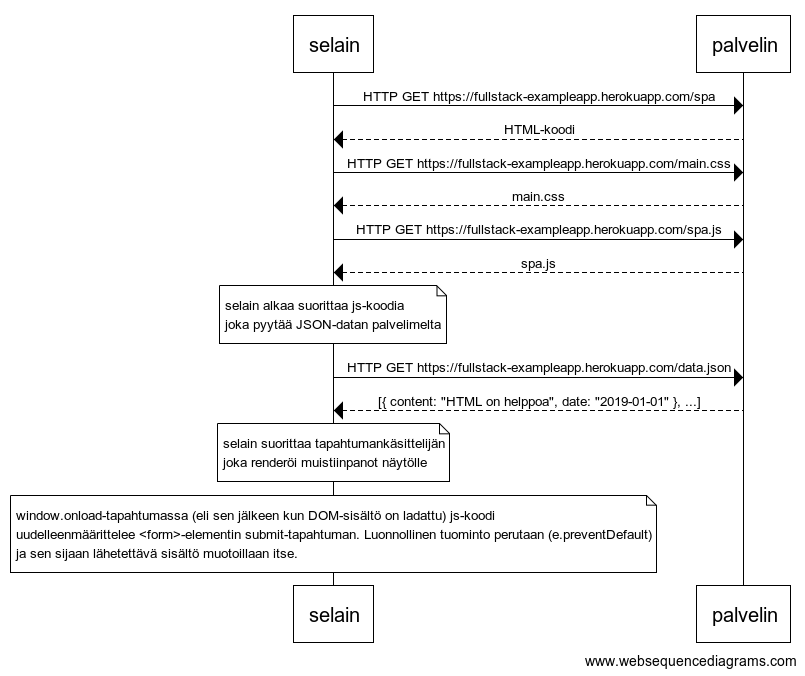 selain
palvelin
HTTP GET https://fullstack-exampleapp.herokuapp.com/spa
HTML-koodi
HTTP GET https://fullstack-exampleapp.herokuapp.com/main.css
main.css
HTTP GET https://fullstack-exampleapp.herokuapp.com/spa.js
spa.js
selain alkaa suorittaa js-koodia
joka pyytää JSON-datan palvelimelta
HTTP GET https://fullstack-exampleapp.herokuapp.com/data.json
[{ content: "HTML on helppoa", date: "2019-01-01" }, ...]
selain suorittaa tapahtumankäsittelijän
joka renderöi muistiinpanot näytölle
window.onload-tapahtumassa (eli sen jälkeen kun DOM-sisältö on ladattu) js-koodi
uudelleenmäärittelee <form>-elementin submit-tapahtuman. Luonnollinen tuominto perutaan (e.preventDefault)
ja sen sijaan lähetettävä sisältö muotoillaan itse.
selain
palvelin
www.websequencediagrams.com